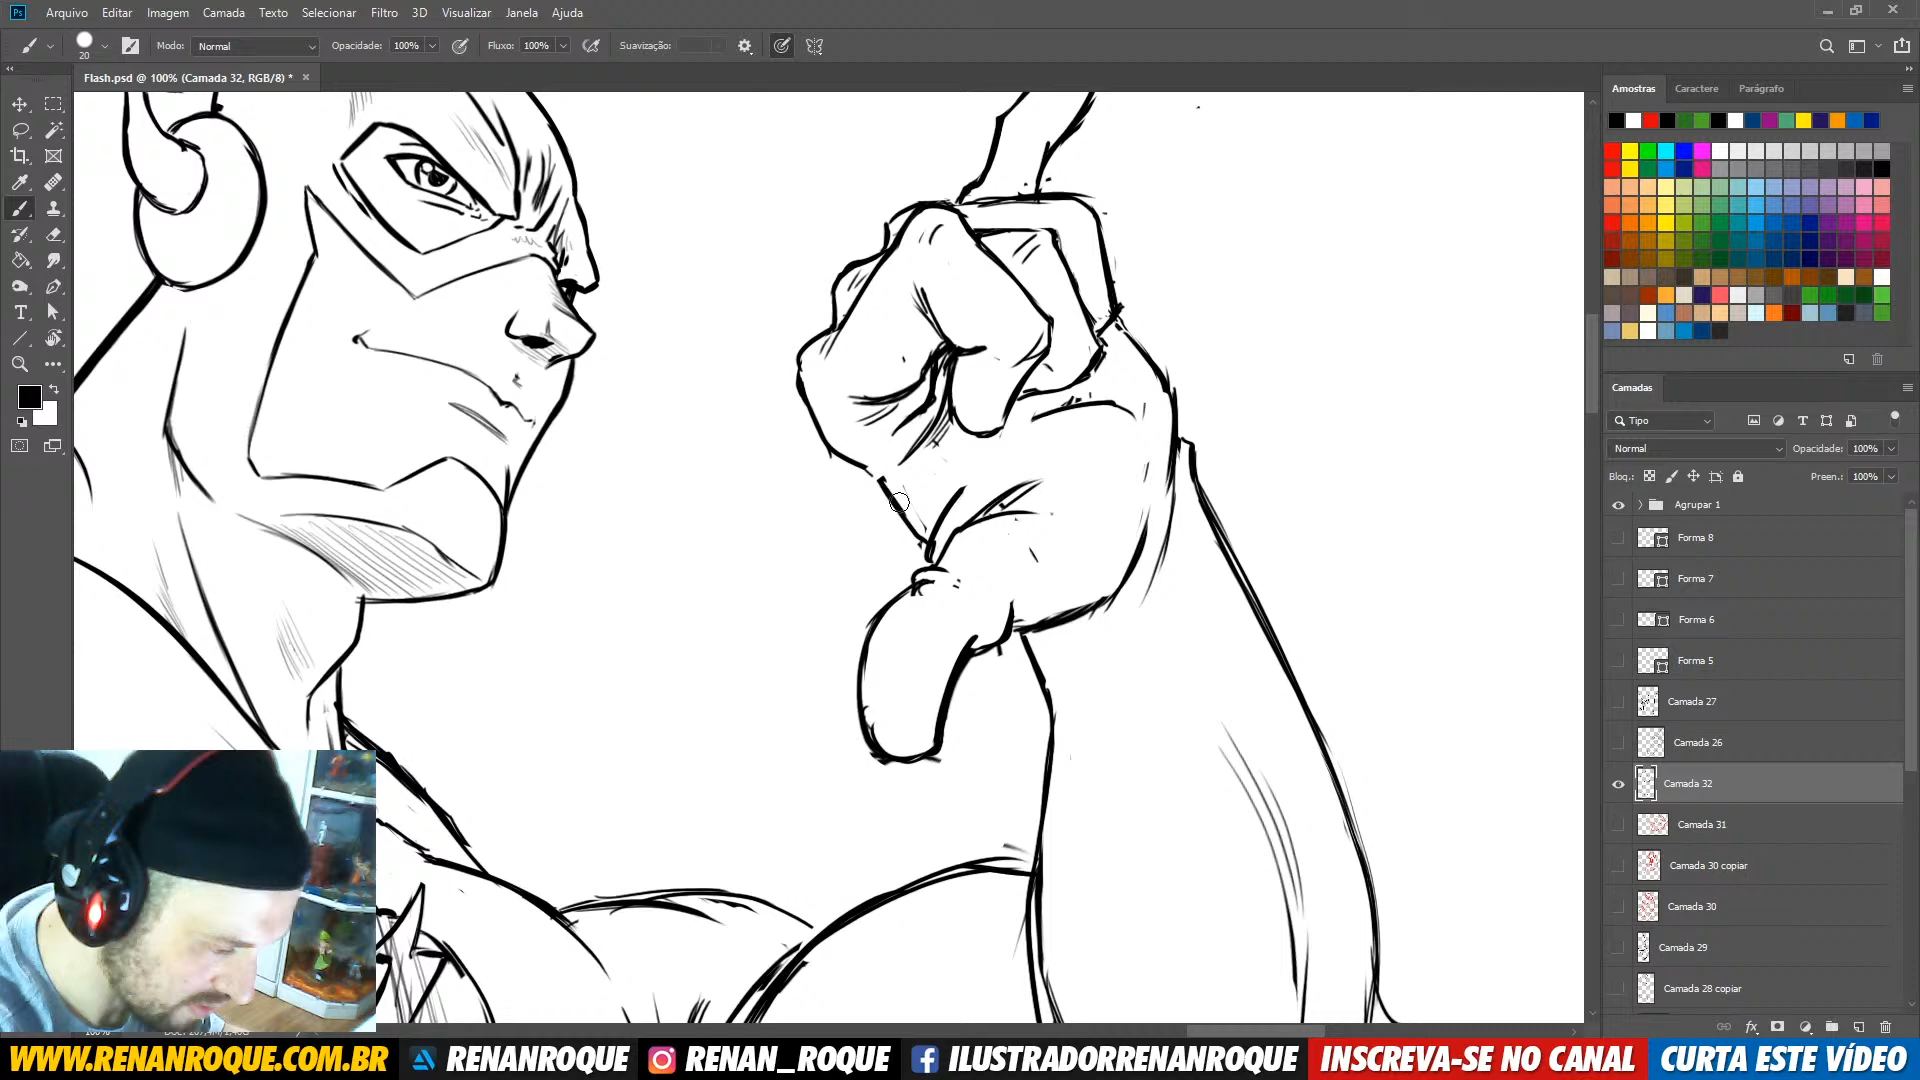 Ps Arquivo Editar Imagem Camada Texto Selecionar Filtro 3D Visualizar Janela Ajuda
20 Modo: Normal Opacidade: 100% Fluxo: 100% Suavização:
Flash.psd @ 100% (Camada 32, RGB/8) *
Amostras Caractere Parágrafo
Camadas
Tipo
Normal Opacidade: 100%
Bloq.: Preen.: 100%
Agrupar 1
Forma 8
Forma 7
Forma 6
Forma 5
Camada 27
Camada 26
Camada 32
Camada 31
Camada 30 copiar
Camada 30
Camada 29
Camada 28 copiar
WWW.RENANROQUE.COM.BR RENANROQUE RENAN_ROQUE ILUSTRADORRENANROQUE INSCREVA-SE NO CANAL CURTA ESTE VÍDEO